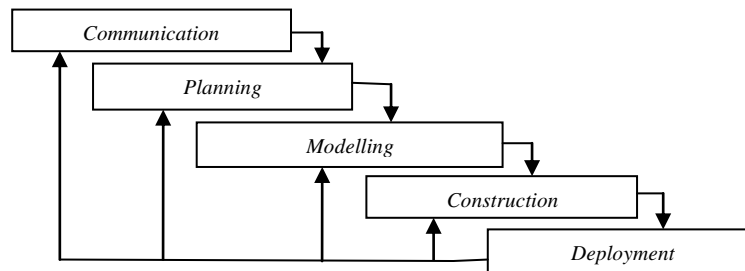 Communication
Planning
Modelling
Construction
Deployment